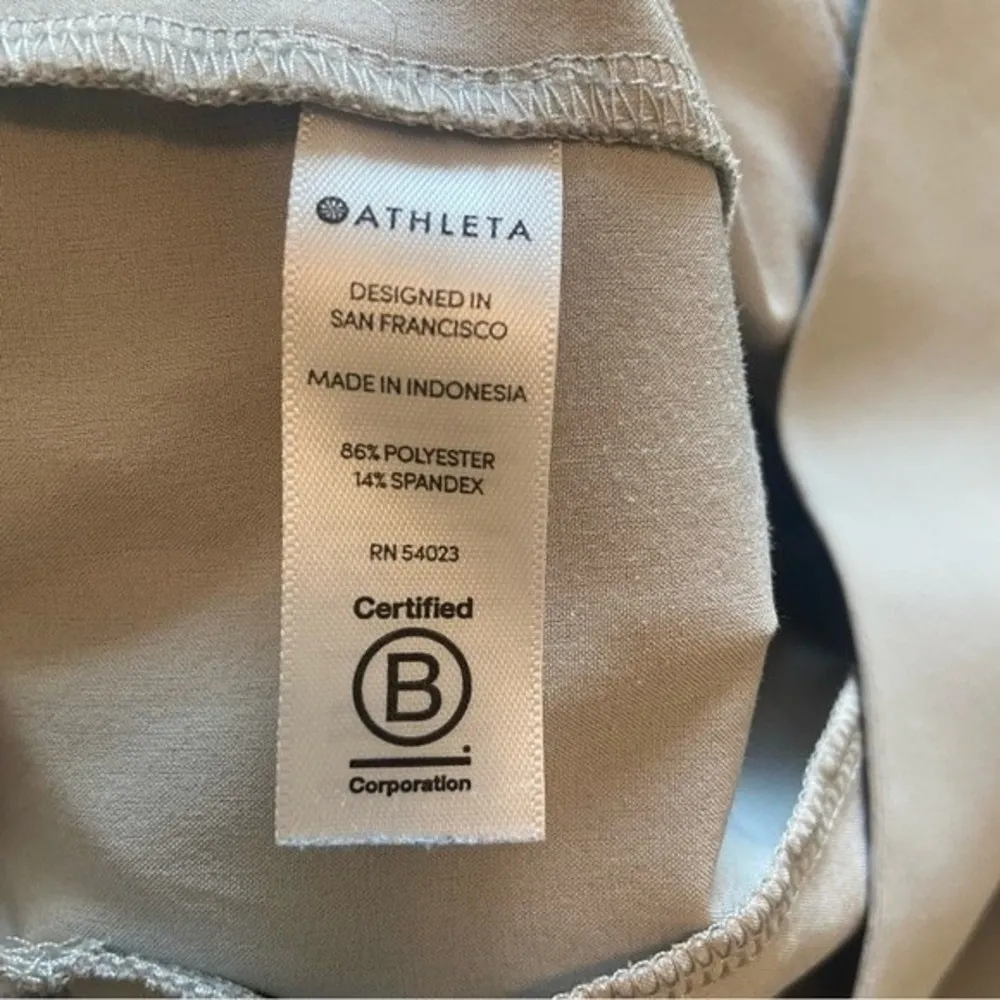 ATHLETA
DESIGNED IN
SAN FRANCISCO
MADE IN INDONESIA
86% POLYESTER
14% SPANDEX
RN 54023
Certified
B
Corporation